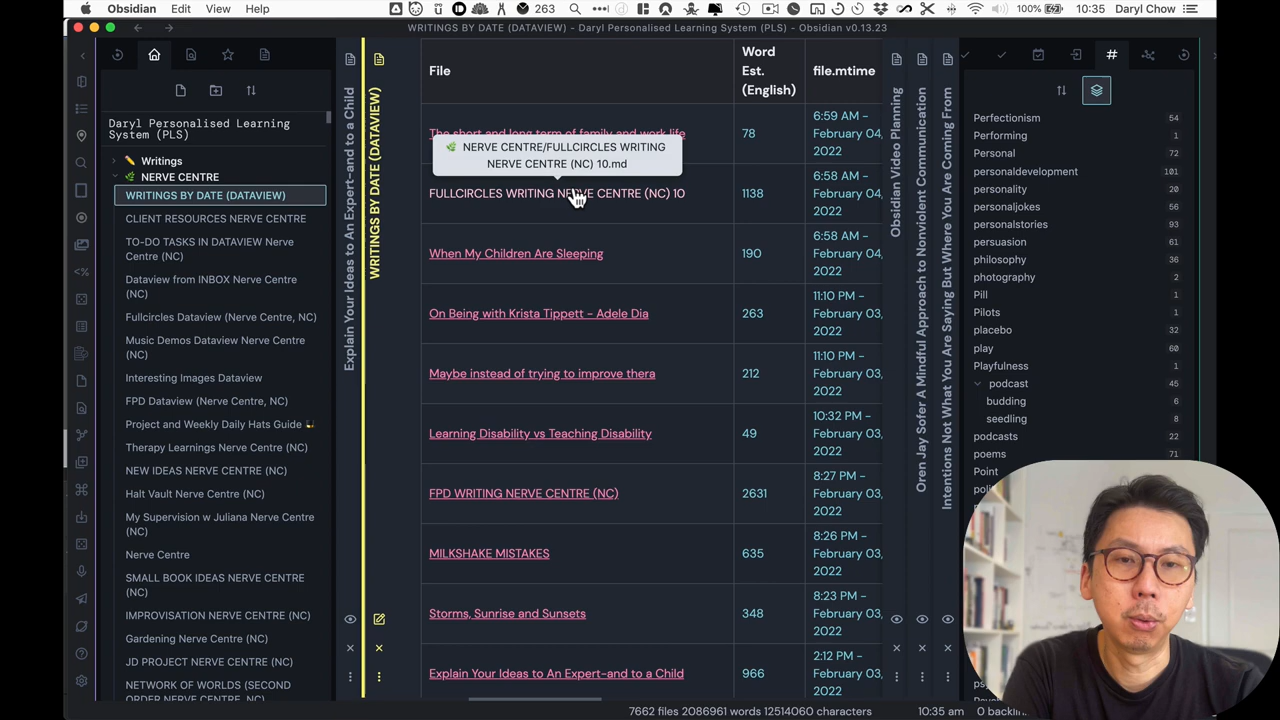 Obsidian Edit View Help 263 100% 10:35 Daryl Chow
WRITINGS BY DATE (DATAVIEW) - Daryl Personalised Learning System (PLS) - Obsidian v0.13.23
Daryl Personalised Learning
System (PLS)
Writings
NERVE CENTRE
WRITINGS BY DATE (DATAVIEW)
CLIENT RESOURCES NERVE CENTRE
TO-DO TASKS IN DATAVIEW Nerve
Centre (NC)
Dataview from INBOX Nerve Centre
(NC)
Fullcircles Dataview (Nerve Centre, NC)
Music Demos Dataview Nerve Centre
(NC)
Interesting Images Dataview
FPD Dataview (Nerve Centre, NC)
Project and Weekly Daily Hats Guide
Therapy Learnings Nerve Centre (NC)
NEW IDEAS NERVE CENTRE (NC)
Halt Vault Nerve Centre (NC)
My Supervision w Juliana Nerve Centre
(NC)
Nerve Centre
SMALL BOOK IDEAS NERVE CENTRE
(NC)
IMPROVISATION NERVE CENTRE (NC)
Gardening Nerve Centre (NC)
JD PROJECT NERVE CENTRE (NC)
NETWORK OF WORLDS (SECOND
ORDER NERVE CENTRE (NC)
Explain Your Ideas to An Expert-and to a Child
WRITINGS BY DATE (DATAVIEW)
File
Word
Est.
(English)
file.mtime
The short and long term of family and work life
78
6:59 AM -
February 04,
2022
NERVE CENTRE/FULLCIRCLES WRITING
NERVE CENTRE (NC) 10.md
FULLCIRCLES WRITING NERVE CENTRE (NC) 10
1138
6:58 AM -
February 04,
2022
When My Children Are Sleeping
190
6:58 AM -
February 04,
2022
On Being with Krista Tippett - Adele Dia
263
11:10 PM -
February 03,
2022
Maybe instead of trying to improve thera
212
11:10 PM -
February 03,
2022
Learning Disability vs Teaching Disability
49
10:32 PM -
February 03,
2022
FPD WRITING NERVE CENTRE (NC)
2631
8:27 PM -
February 03,
2022
MILKSHAKE MISTAKES
635
8:26 PM -
February 03,
2022
Storms, Sunrise and Sunsets
348
8:23 PM -
February 03,
2022
Explain Your Ideas to An Expert-and to a Child
966
2:12 PM -
February 03,
2022
Obsidian Video Planning
Oren Jay Sofer A Mindful Approach to Nonviolent Communication
Intentions Not What You Are Saying But Where You Are Coming From
Perfectionism 54
Performing 1
Personal 72
personaldevelopment 101
personality 20
personaljokes 61
personalstories 93
persuasion 61
philosophy 36
photography 2
Pill 1
Pilots 1
placebo 32
play 60
Playfulness 1
podcast 45
budding 6
seedling 8
podcasts 22
poems 71
Point
7662 files 2086961 words 12514060 characters 10:35 am 0 backlin